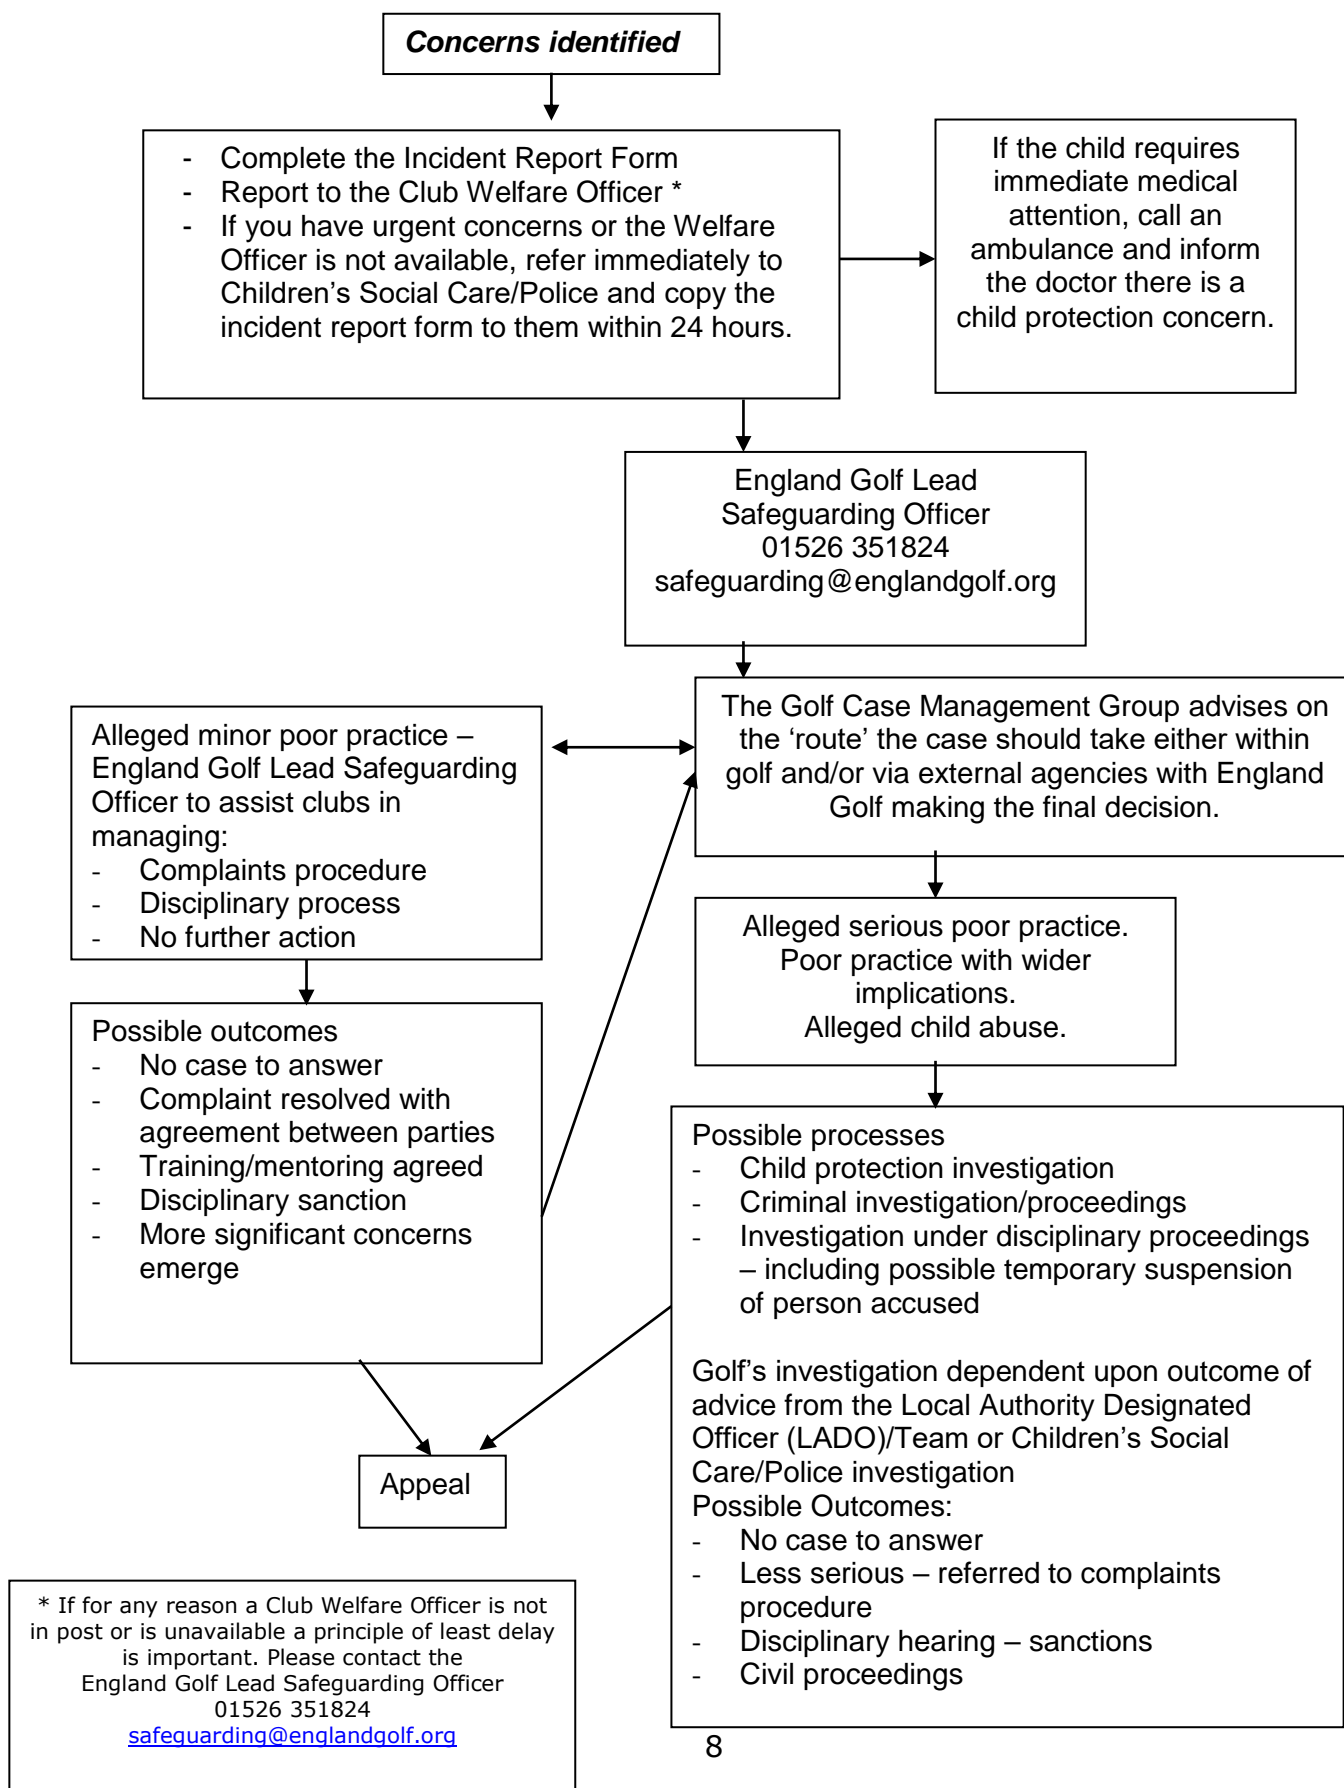 Concerns identified
- Complete the Incident Report Form
- Report to the Club Welfare Officer *
- If you have urgent concerns or the Welfare
Officer is not available, refer immediately to
Children’s Social Care/Police and copy the
incident report form to them within 24 hours.
If the child requires
immediate medical
attention, call an
ambulance and inform
the doctor there is a
child protection concern.
England Golf Lead
Safeguarding Officer
01526 351824
safeguarding@englandgolf.org
The Golf Case Management Group advises on
the ‘route’ the case should take either within
golf and/or via external agencies with England
Golf making the final decision.
Alleged minor poor practice –
England Golf Lead Safeguarding
Officer to assist clubs in
managing:
- Complaints procedure
- Disciplinary process
- No further action
Alleged serious poor practice.
Poor practice with wider
implications.
Alleged child abuse.
Possible outcomes
- No case to answer
- Complaint resolved with
agreement between parties
- Training/mentoring agreed
- Disciplinary sanction
- More significant concerns
emerge
Possible processes
- Child protection investigation
- Criminal investigation/proceedings
- Investigation under disciplinary proceedings
– including possible temporary suspension
of person accused
Golf’s investigation dependent upon outcome of
advice from the Local Authority Designated
Officer (LADO)/Team or Children’s Social
Care/Police investigation
Possible Outcomes:
- No case to answer
- Less serious – referred to complaints
procedure
- Disciplinary hearing – sanctions
- Civil proceedings
Appeal
* If for any reason a Club Welfare Officer is not
in post or is unavailable a principle of least delay
is important. Please contact the
England Golf Lead Safeguarding Officer
01526 351824
safeguarding@englandgolf.org
8